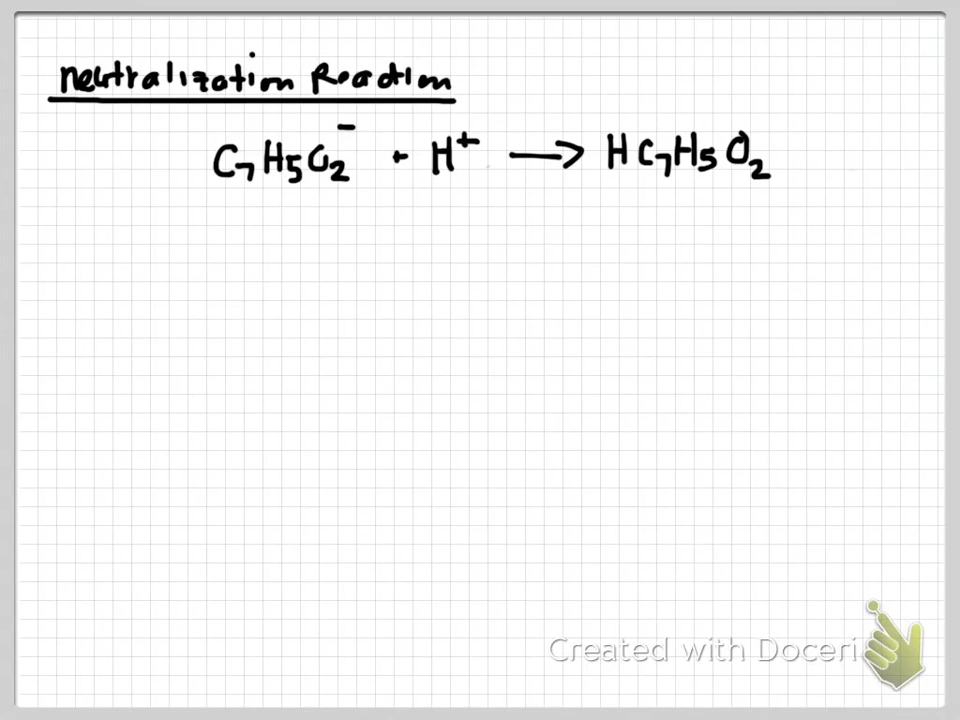 neutralization Reaction
C₇H₅O₂⁻ + H⁺ → HC₇H₅O₂
Created with Doceri